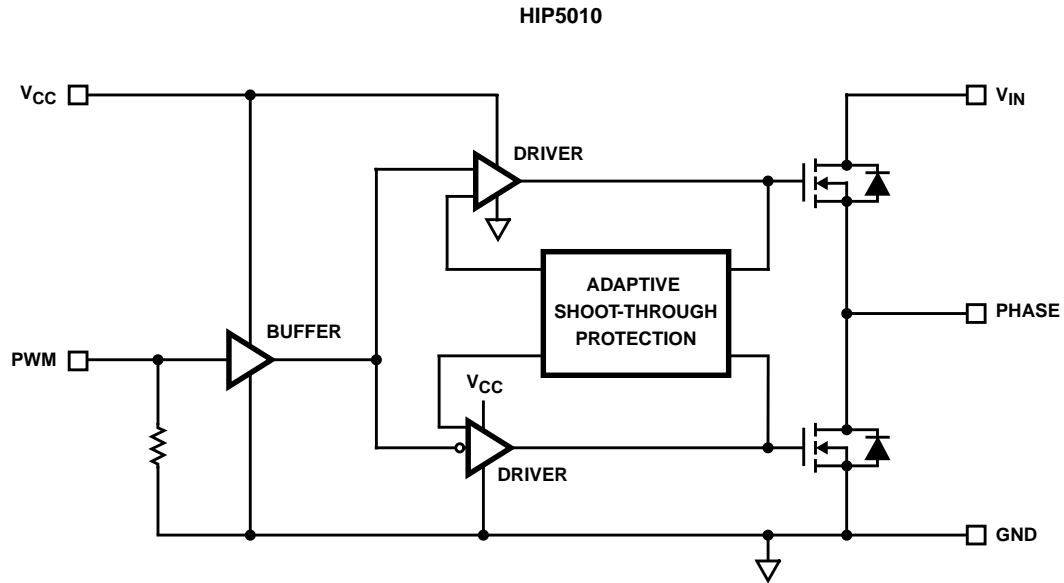 HIP5010
VCC
VIN
DRIVER
ADAPTIVE
SHOOT-THROUGH
PROTECTION
PHASE
BUFFER
PWM
VCC
DRIVER
GND